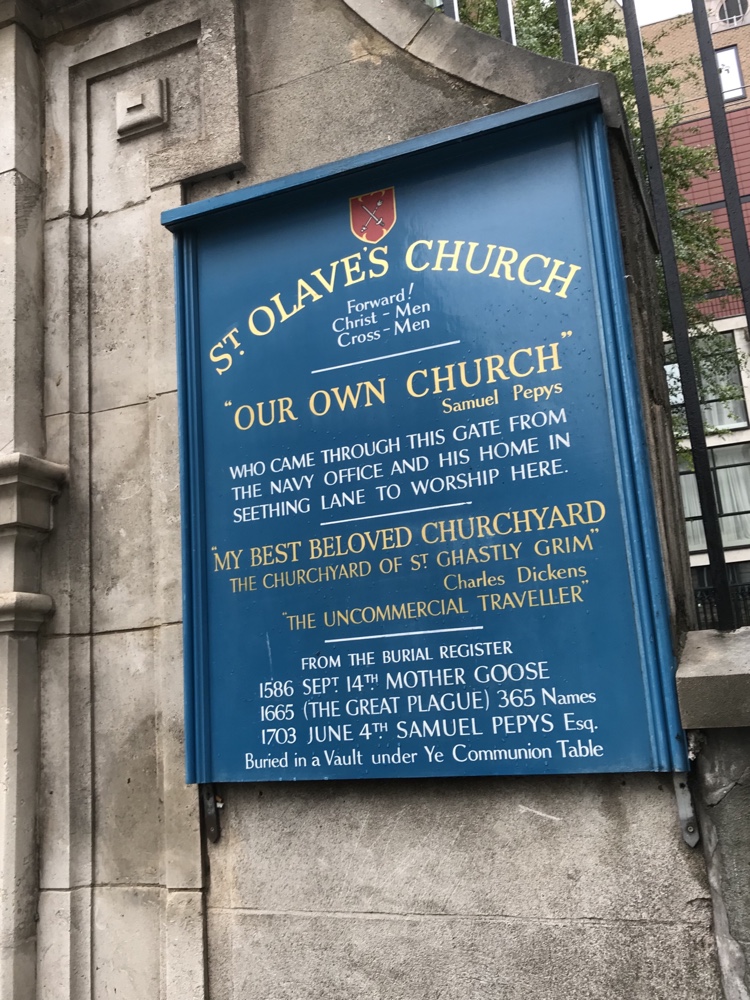 ST. OLAVE'S CHURCH
Forward!
Christ - Men
Cross - Men
"OUR OWN CHURCH"
Samuel Pepys
WHO CAME THROUGH THIS GATE FROM
THE NAVY OFFICE AND HIS HOME IN
SEETHING LANE TO WORSHIP HERE.
"MY BEST BELOVED CHURCHYARD
THE CHURCHYARD OF ST GHASTLY GRIM"
Charles Dickens
"THE UNCOMMERCIAL TRAVELLER"
FROM THE BURIAL REGISTER
1586 SEPT. 14TH MOTHER GOOSE
1665 (THE GREAT PLAGUE) 365 Names
1703 JUNE 4TH SAMUEL PEPYS Esq.
Buried in a Vault under Ye Communion Table